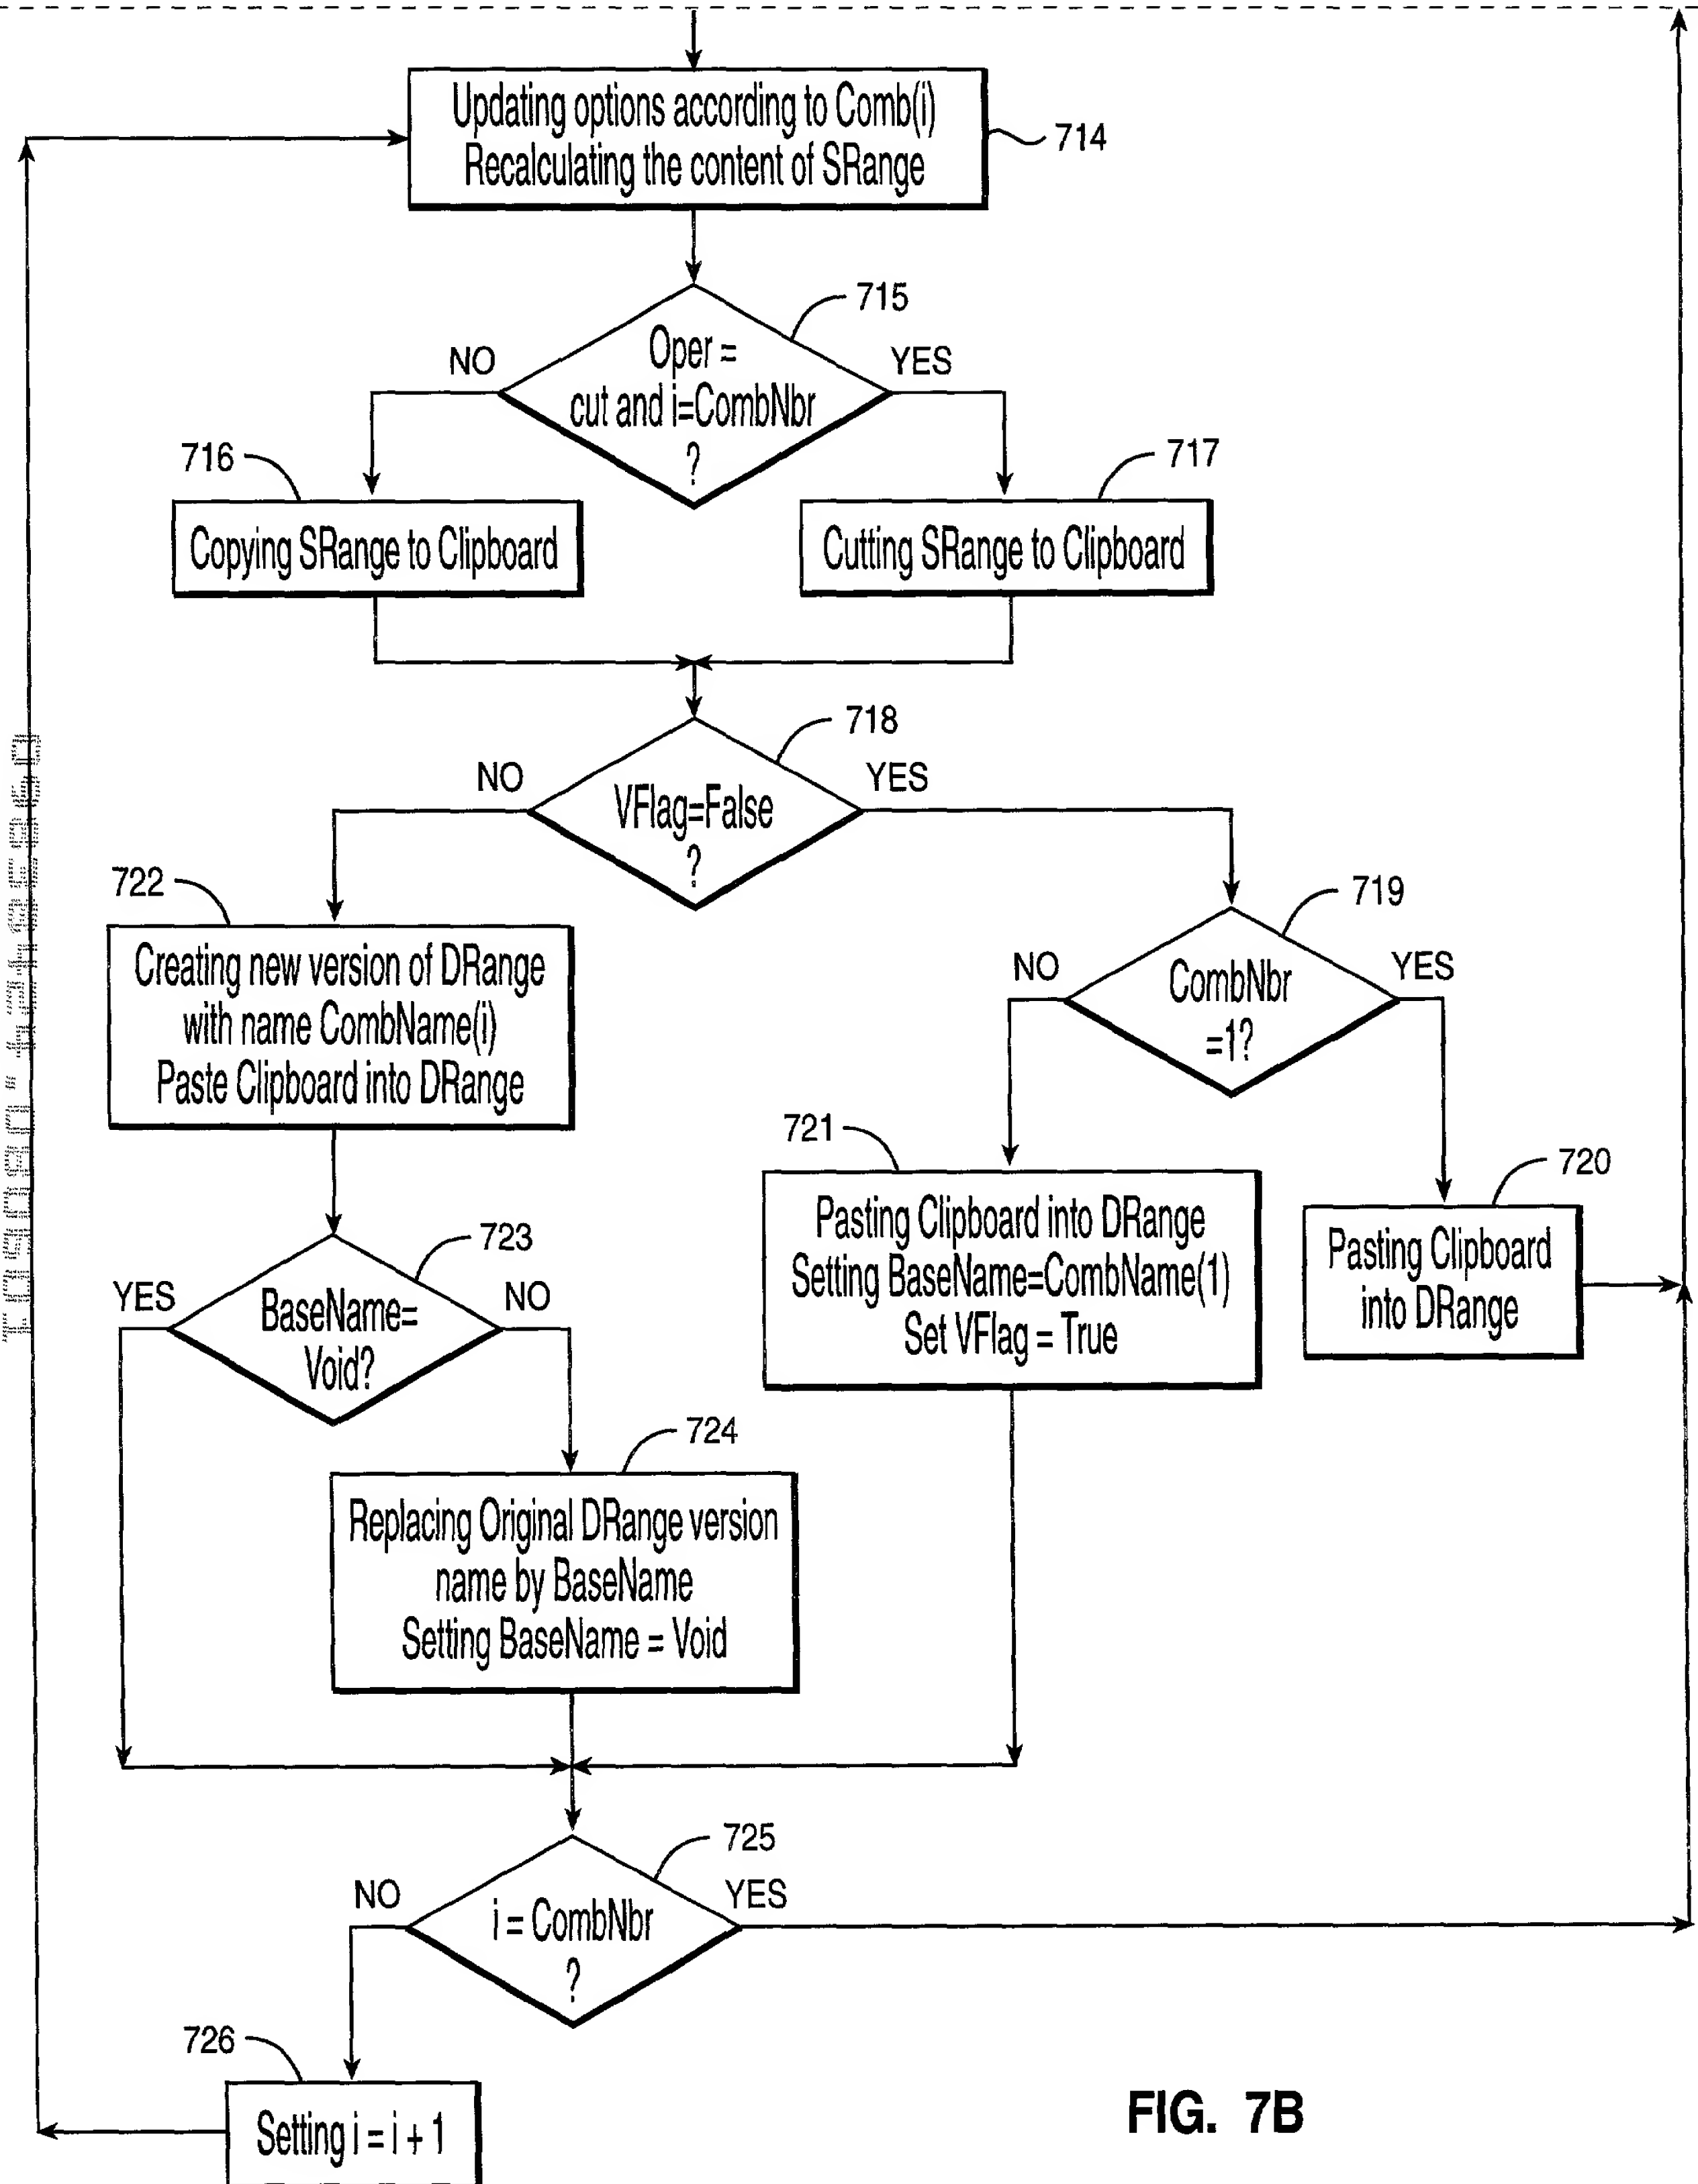 Updating options according to Comb(i)
Recalculating the content of SRange
714
715
Oper =
cut and i=CombNbr
?
NO
YES
716
717
Copying SRange to Clipboard
Cutting SRange to Clipboard
718
VFlag=False
?
NO
YES
722
719
Creating new version of DRange
with name CombName(i)
Paste Clipboard into DRange
CombNbr
=1?
NO
YES
721
720
Pasting Clipboard into DRange
Setting BaseName=CombName(1)
Set VFlag = True
Pasting Clipboard
into DRange
723
BaseName=
Void?
YES
NO
724
Replacing Original DRange version
name by BaseName
Setting BaseName = Void
725
i = CombNbr
?
NO
YES
726
Setting i = i + 1
FIG. 7B